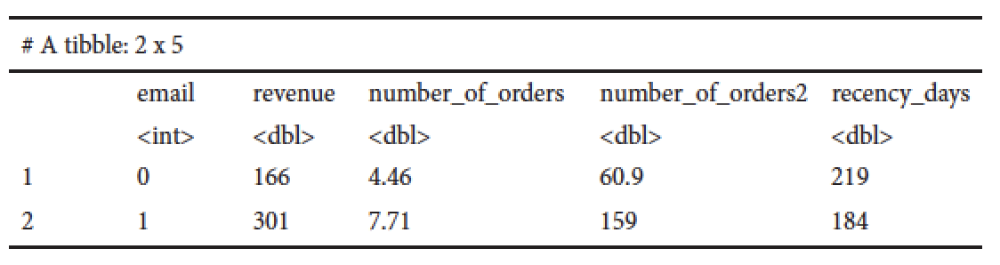 # A tibble: 2 x 5
email revenue number_of_orders number_of_orders2 recency_days
<int> <dbl> <dbl> <dbl> <dbl>
1 0 166 4.46 60.9 219
2 1 301 7.71 159 184